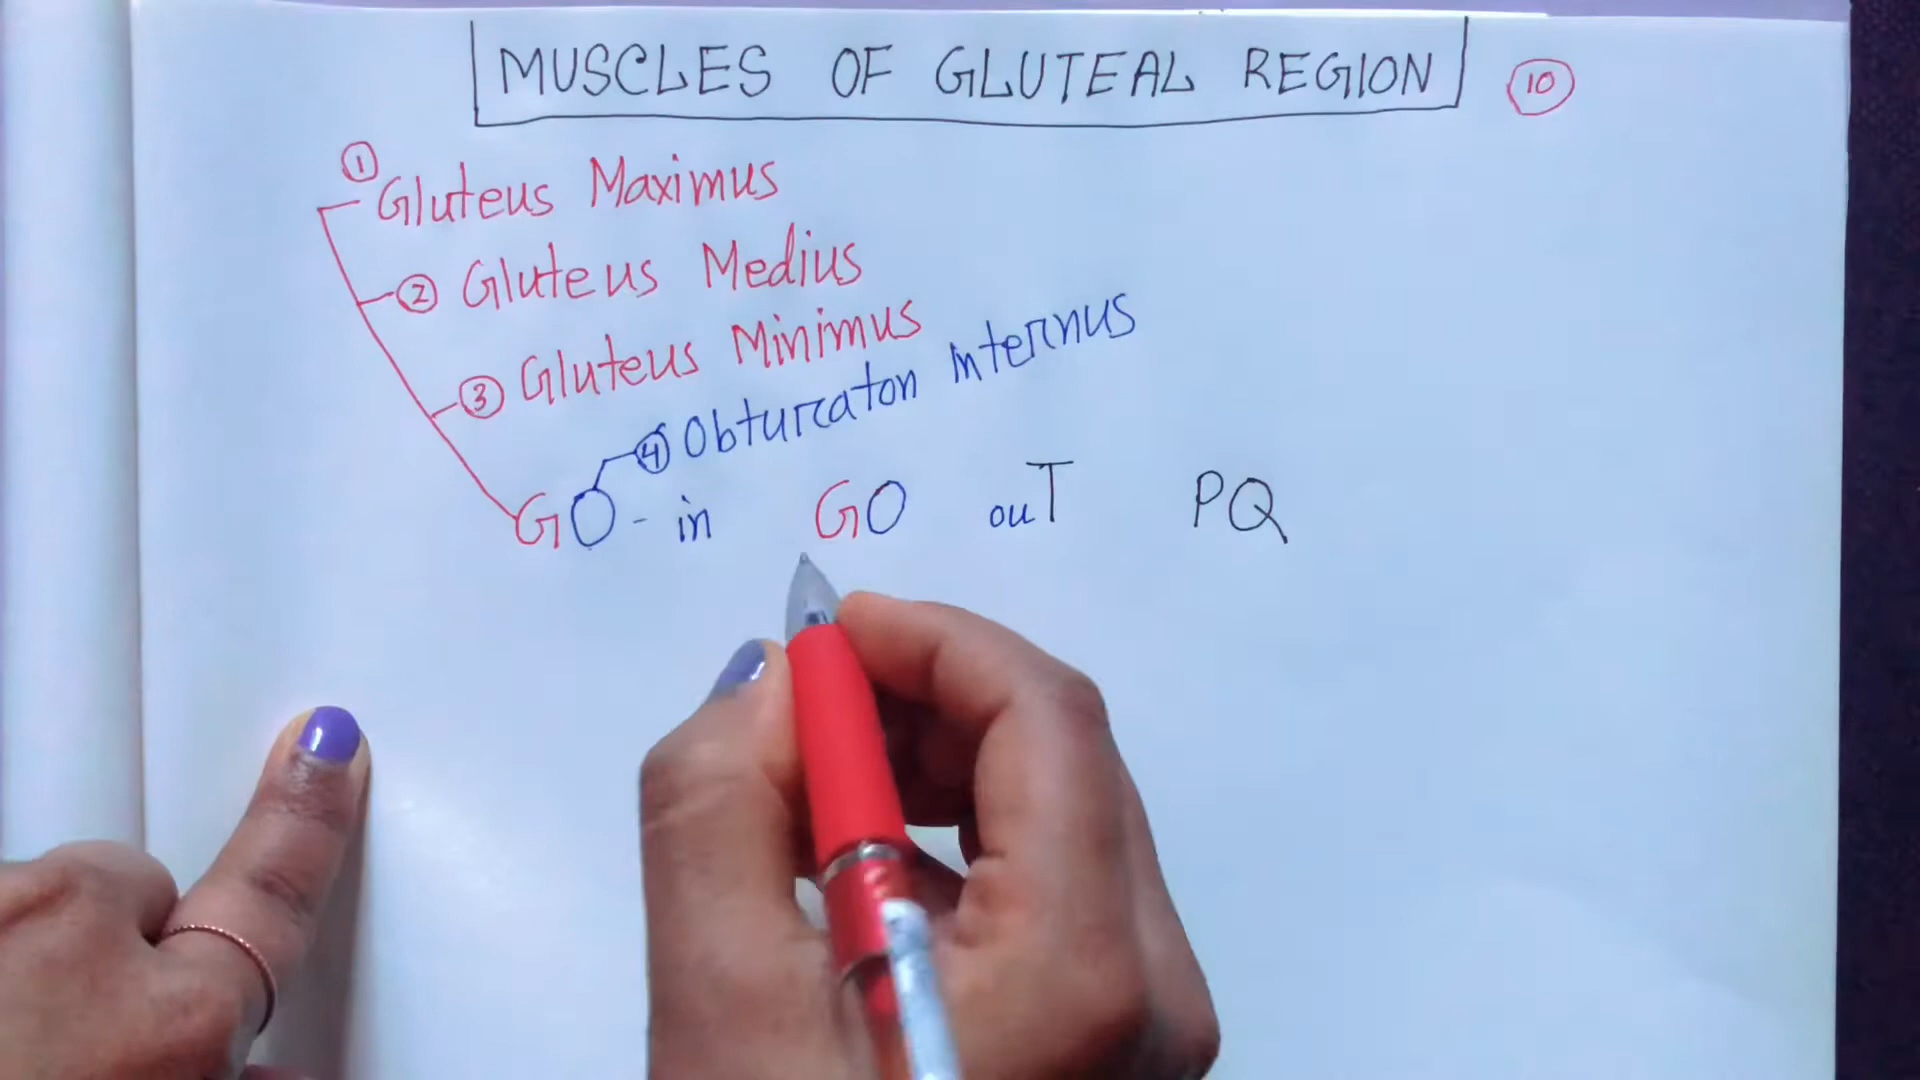 MUSCLES OF GLUTEAL REGION 10
1 Gluteus Maximus
2 Gluteus Medius
3 Gluteus Minimus
4 Obturaton internus
GO - in GO ouT PQ